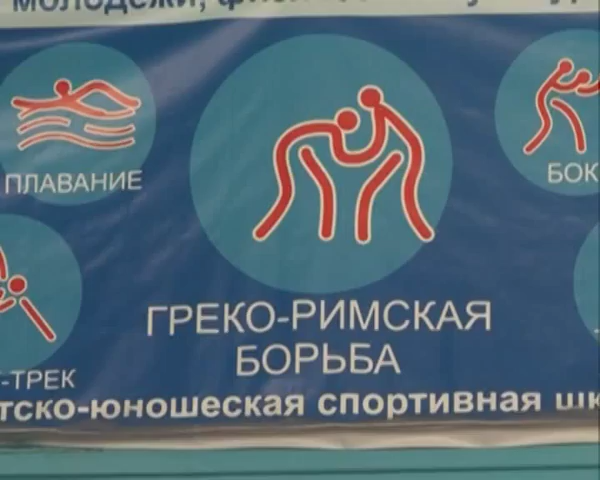 молодежи,
ПЛАВАНИЕ
ГРЕКО-РИМСКАЯ
БОРЬБА
БОК
-ТРЕК
тско-юношеская спортивная шк